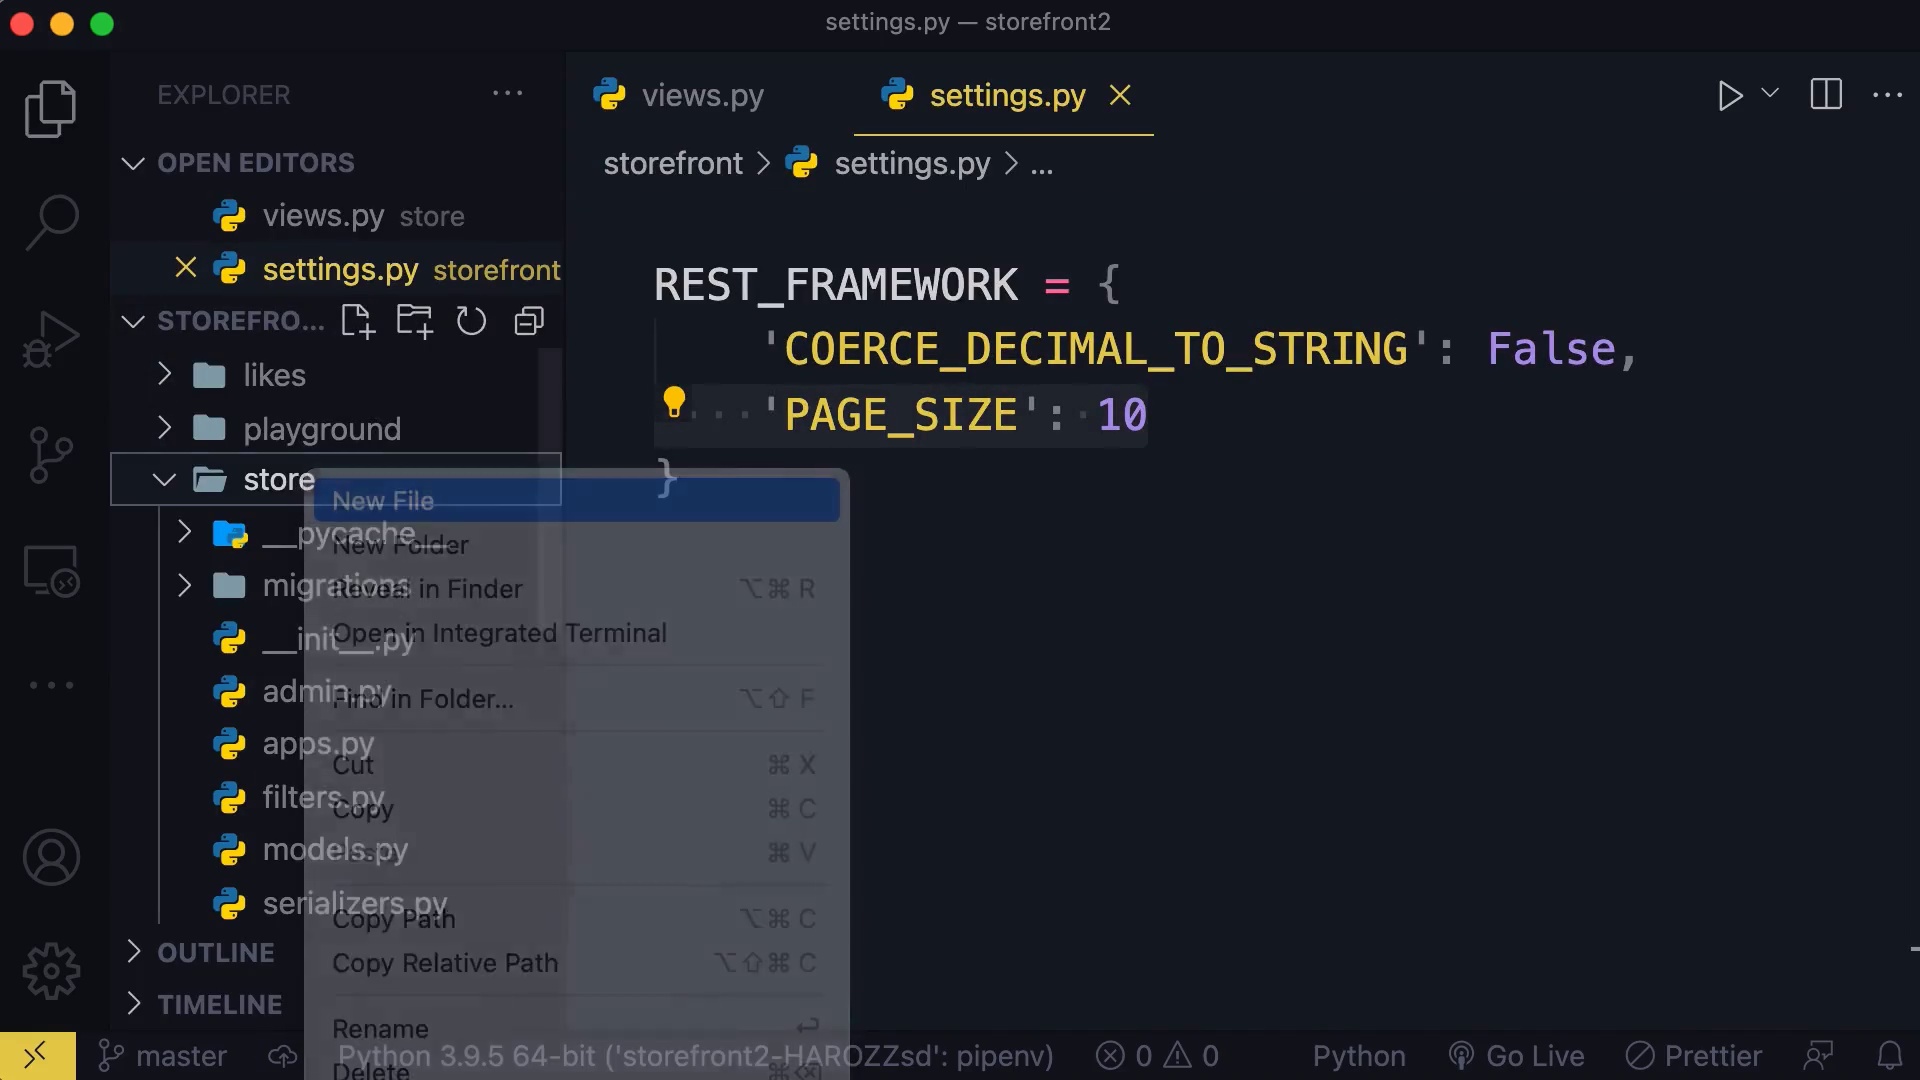 settings.py — storefront2
EXPLORER
views.py
settings.py
OPEN EDITORS
storefront > settings.py > ...
views.py store
settings.py storefront
STOREFRO...
REST_FRAMEWORK = {
'COERCE_DECIMAL_TO_STRING': False,
'PAGE_SIZE': 10
}
likes
playground
store
__pycache__
migrations
__init__.py
admin.py
apps.py
filters.py
models.py
serializers.py
OUTLINE
TIMELINE
New File
New Folder
Reveal in Finder ⌥⌘ R
Open in Integrated Terminal
Find in Folder... ⌥⇧ F
Cut ⌘ X
Copy ⌘ C
⌘ V
Copy Path ⌥⌘ C
Copy Relative Path ⌥⇧⌘ C
Rename
Delete
master
Python 3.9.5 64-bit ('storefront2-HAROZZsd': pipenv)
0 0
Python
Go Live
Prettier